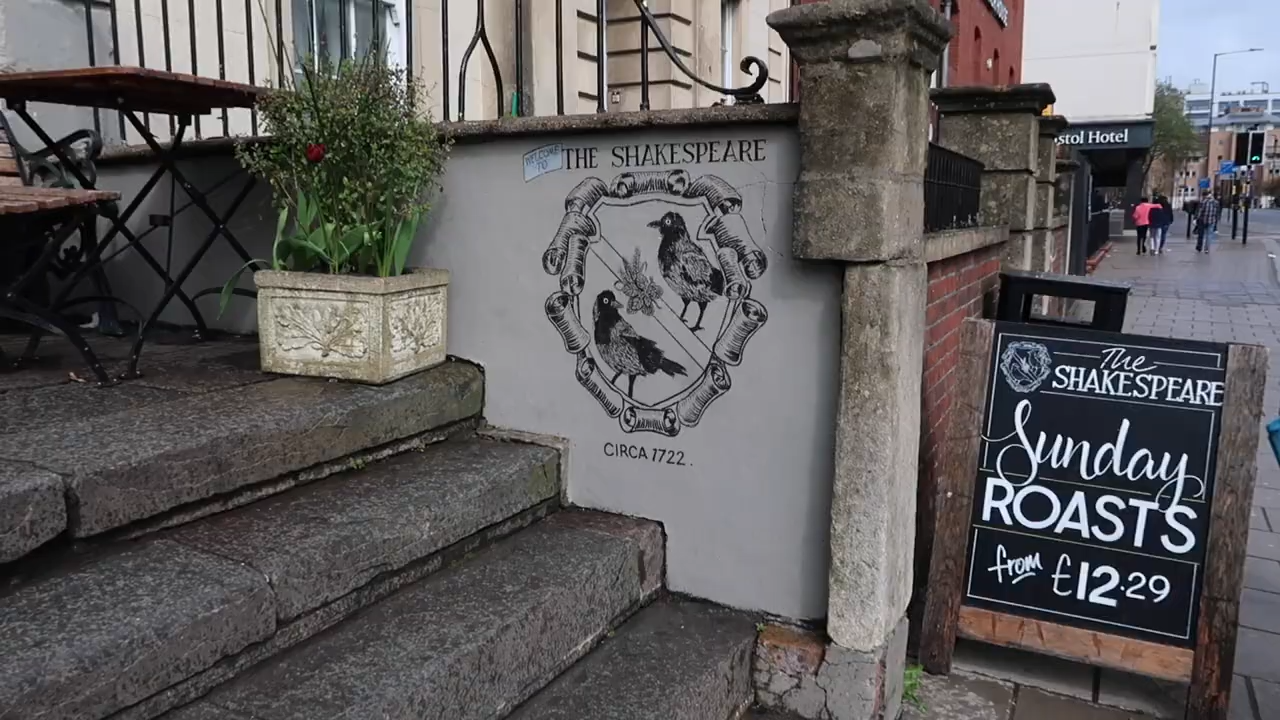 WELCOME TO
THE SHAKESPEARE
CIRCA 1722.
The
SHAKESPEARE
Sunday
ROASTS
from £12.29
stol Hotel